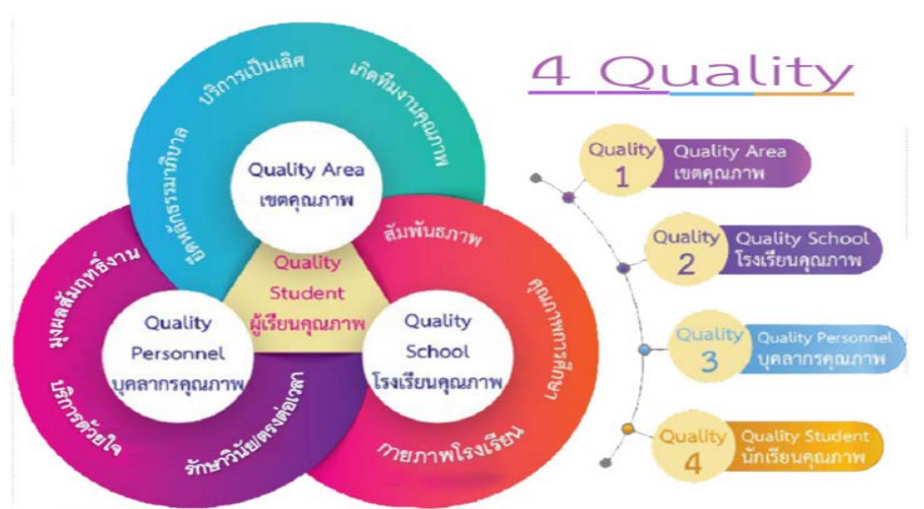 4 Quality
บริการเป็นเลิศ
เกิดทีมงานคุณภาพ
ยึดหลักธรรมาภิบาล
Quality Area
เขตคุณภาพ
สัมพันธภาพ
คุณภาพการศึกษา
กายภาพโรงเรียน
Quality
School
โรงเรียนคุณภาพ
Quality
Student
ผู้เรียนคุณภาพ
มุ่งผลสัมฤทธิ์งาน
บริการด้วยใจ
รักษาวินัย/ตรงต่อเวลา
Quality
Personnel
บุคลากรคุณภาพ
Quality
1
Quality Area
เขตคุณภาพ
Quality
2
Quality School
โรงเรียนคุณภาพ
Quality
3
Quality Personnel
บุคลากรคุณภาพ
Quality
4
Quality Student
นักเรียนคุณภาพ